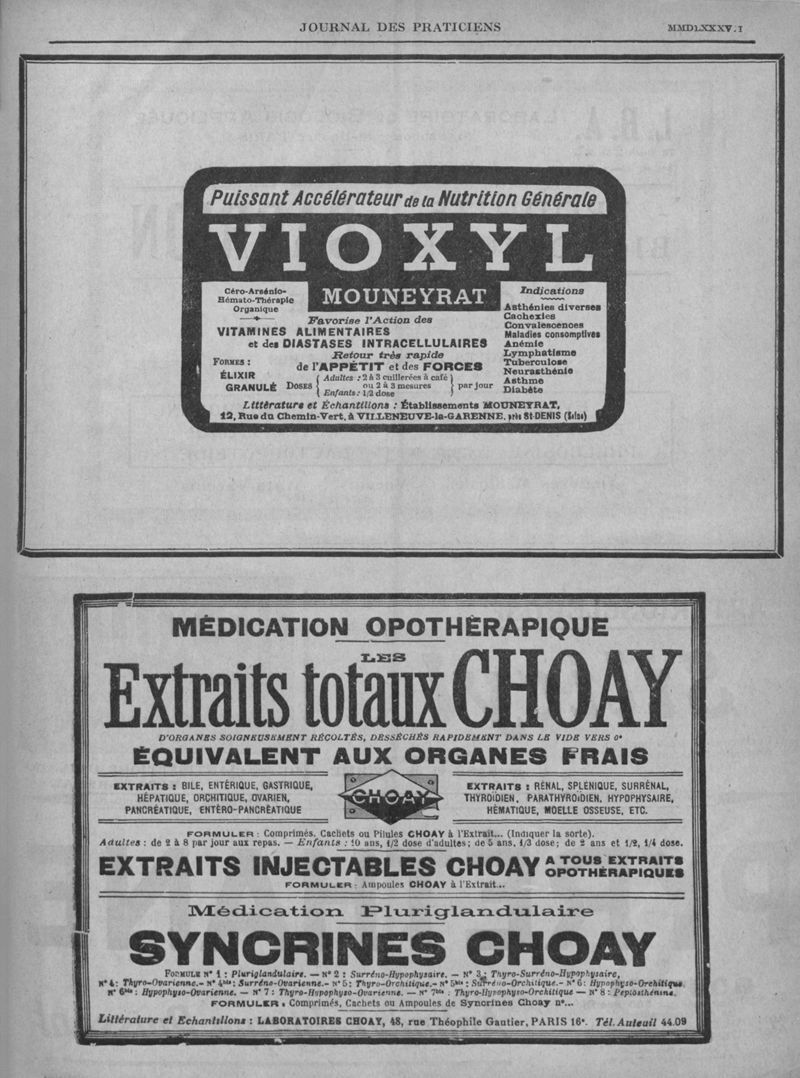 JOURNAL DES PRATICIENS
MMDLXXXV.I
Puissant Accélérateur de la Nutrition Générale
VIOXYL
MOUNEYRAT
Céro-Arsénio-
Hémato-Thérapie
Organique
Favorise l'Action des
VITAMINES ALIMENTAIRES
et des DIASTASES INTRACELLULAIRES
Retour très rapide
de l'APPÉTIT et des FORCES
FORMES :
ÉLIXIR
GRANULÉ
DOSES
Adultes : 2 à 3 cuillerées à café
ou 2 à 3 mesures
Enfants : 1/2 dose
par jour
Indications
Asthénies diverses
Cachexies
Convalescences
Maladies consomptives
Anémie
Lymphatisme
Tuberculose
Neurasthénie
Asthme
Diabète
Littérature et Échantillons : Établissements MOUNEYRAT,
12, Rue du Chemin-Vert, à VILLENEUVE-la-GARENNE, près St-DENIS (Seine)
MÉDICATION OPOTHÉRAPIQUE
LES
Extraits totaux CHOAY
D'ORGANES SOIGNEUSEMENT RÉCOLTÉS, DESSÉCHÉS RAPIDEMENT DANS LE VIDE VERS 0°
ÉQUIVALENT AUX ORGANES FRAIS
EXTRAITS : BILE, ENTÉRIQUE, GASTRIQUE,
HÉPATIQUE, ORCHITIQUE, OVARIEN,
PANCRÉATIQUE, ENTÉRO-PANCRÉATIQUE
CHOAY
EXTRAITS : RÉNAL, SPLÉNIQUE, SURRÉNAL,
THYROÏDIEN, PARATHYROÏDIEN, HYPOPHYSAIRE,
HÉMATIQUE, MOELLE OSSEUSE, ETC.
FORMULER : Comprimés, Cachets ou Pilules CHOAY à l'Extrait... (Indiquer la sorte).
Adultes : de 2 à 8 par jour aux repas. — Enfants : 10 ans, 1/2 dose d'adultes; de 5 ans, 1/3 dose; de 2 ans et 1/2, 1/4 dose.
EXTRAITS INJECTABLES CHOAY A TOUS EXTRAITS
OPOTHÉRAPIQUES
FORMULER : Ampoules CHOAY à l'Extrait...
Médication Pluriglandulaire
SYNCRINES CHOAY
FORMULE N° 1 : Pluriglandulaire. — N° 2 : Surréno-Hypophysaire. — N° 3 : Thyro-Surréno-Hypophysaire,
N° 4 : Thyro-Ovarienne.- N° 4bis : Surréno-Ovarienne.- N° 5 : Thyro-Orchitique.- N° 5bis : Surréno-Orchitique.- N° 6 : Hypophyso-Orchitique,
N° 6bis : Hypophyso-Ovarienne. — N° 7 : Thyro-Hypophyso-Ovarienne. — N° 7bis : Thyro-Hypophyso-Orchitique — N° 8 : Peptosthénine.
FORMULER : Comprimés, Cachets ou Ampoules de Syncrines Choay n°...
Littérature et Echantillons : LABORATOIRES CHOAY, 48, rue Théophile Gautier, PARIS 16e. Tél. Auteuil 44.09